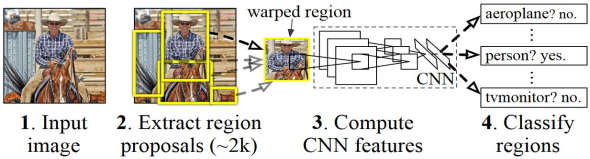 warped region
aeroplane? no.
person? yes.
CNN
tvmonitor? no.
1. Input
image
2. Extract region
proposals (~2k)
3. Compute
CNN features
4. Classify
regions